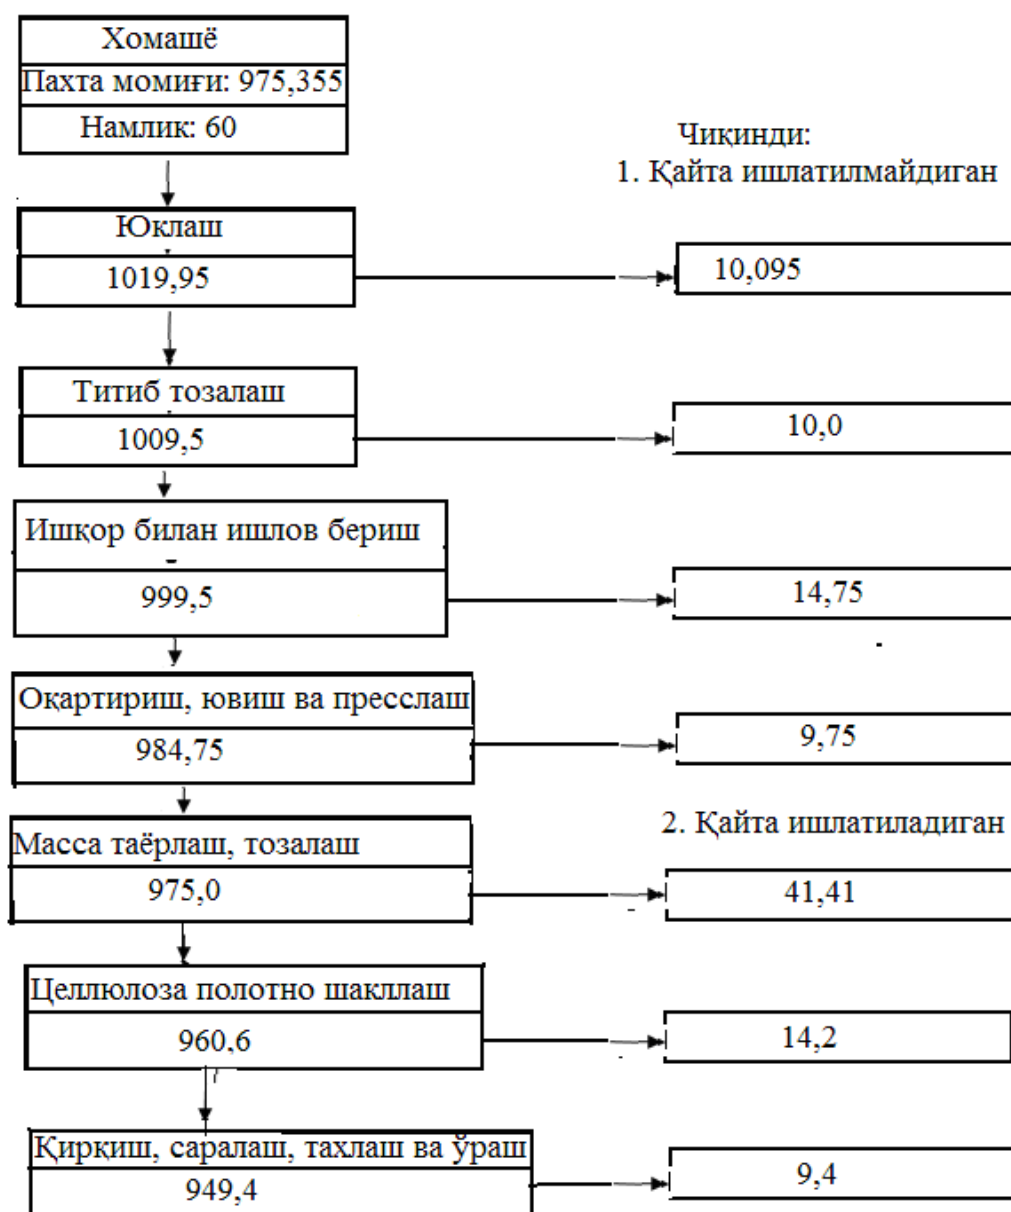 Хомашё
Пахта момиғи: 975,355
Намлик: 60
Чиқинди:
1. Қайта ишлатилмайдиган
Юклаш
1019,95
10,095
Титиб тозалаш
1009,5
10,0
Ишқор билан ишлов бериш
999,5
14,75
Оқартириш, ювиш ва пресслаш
984,75
9,75
Масса таёрлаш, тозалаш
975,0
2. Қайта ишлатиладиган
41,41
Целлюлоза полотно шакллаш
960,6
14,2
Қирқиш, саралаш, тахлаш ва ўраш
949,4
9,4